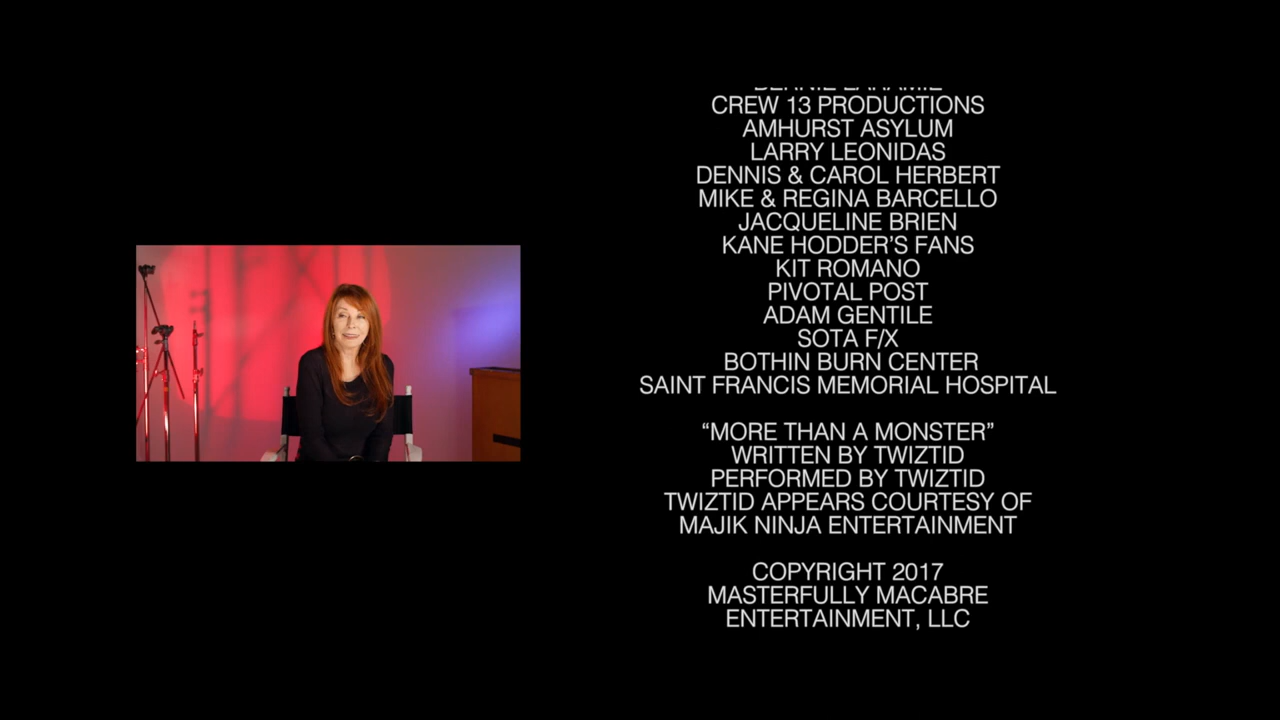 CREW 13 PRODUCTIONS
AMHURST ASYLUM
LARRY LEONIDAS
DENNIS & CAROL HERBERT
MIKE & REGINA BARCELLO
JACQUELINE BRIEN
KANE HODDER’S FANS
KIT ROMANO
PIVOTAL POST
ADAM GENTILE
SOTA F/X
BOTHIN BURN CENTER
SAINT FRANCIS MEMORIAL HOSPITAL
“MORE THAN A MONSTER”
WRITTEN BY TWIZTID
PERFORMED BY TWIZTID
TWIZTID APPEARS COURTESY OF
MAJIK NINJA ENTERTAINMENT
COPYRIGHT 2017
MASTERFULLY MACABRE
ENTERTAINMENT, LLC